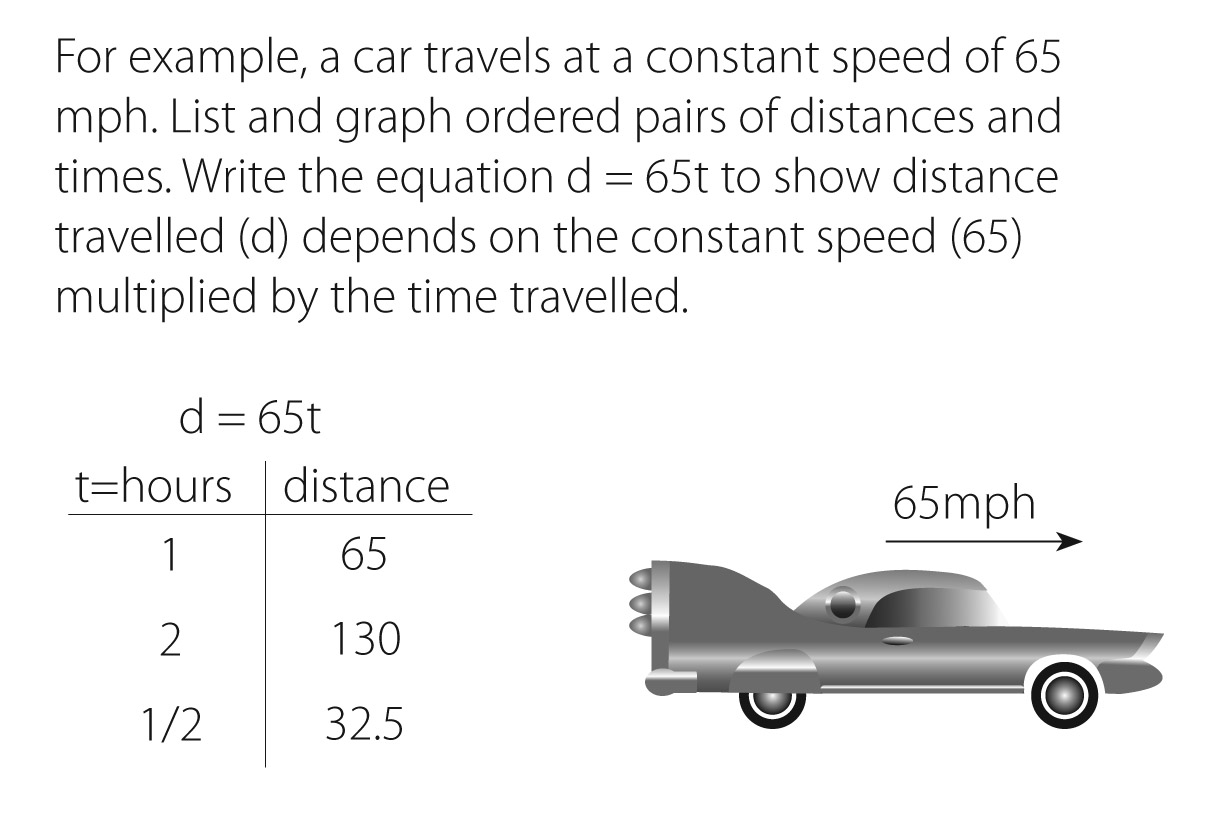 For example, a car travels at a constant speed of 65
mph. List and graph ordered pairs of distances and
times. Write the equation d = 65t to show distance
travelled (d) depends on the constant speed (65)
multiplied by the time travelled.
d = 65t
t=hours distance
1 65
2 130
1/2 32.5
65mph